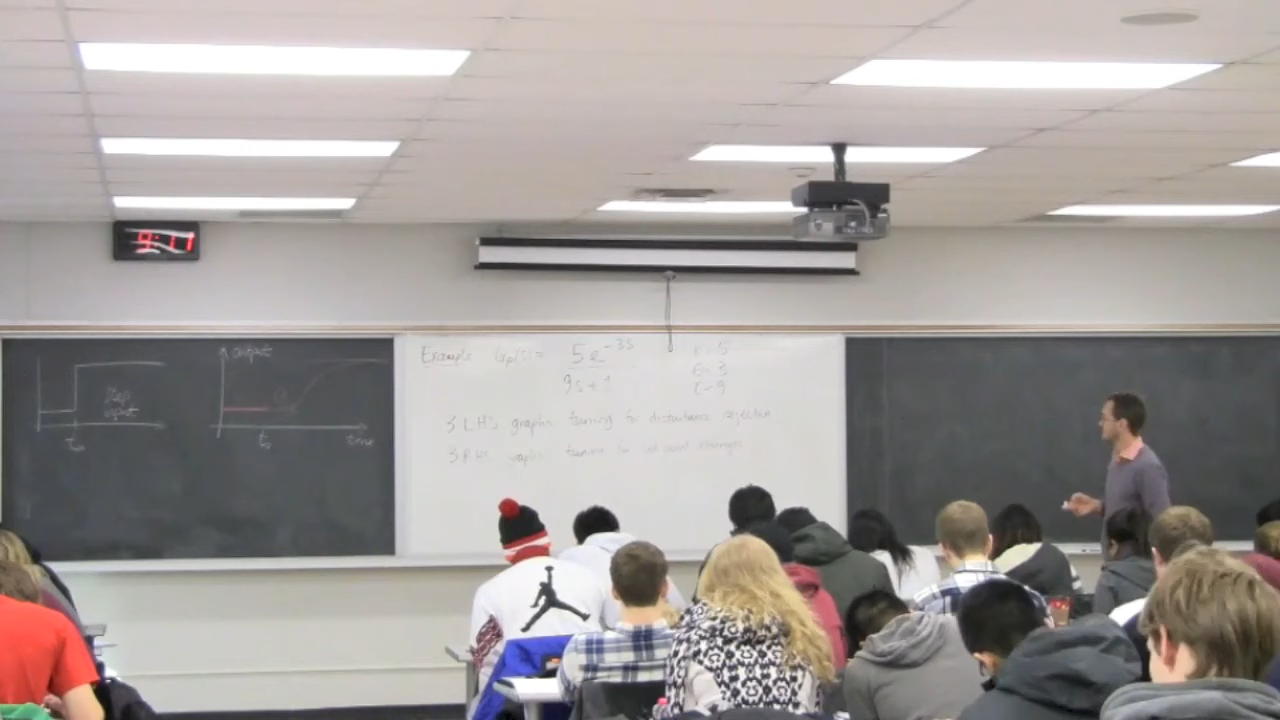 9:11
Step
input
t₀
output
t₀
time
Example Gp(s) = 5e^-3s
9s+1
K=5
θ=3
τ=9
3 LHS graphs tuning for disturbance rejection
3 RHS graphs tuning for set point changes